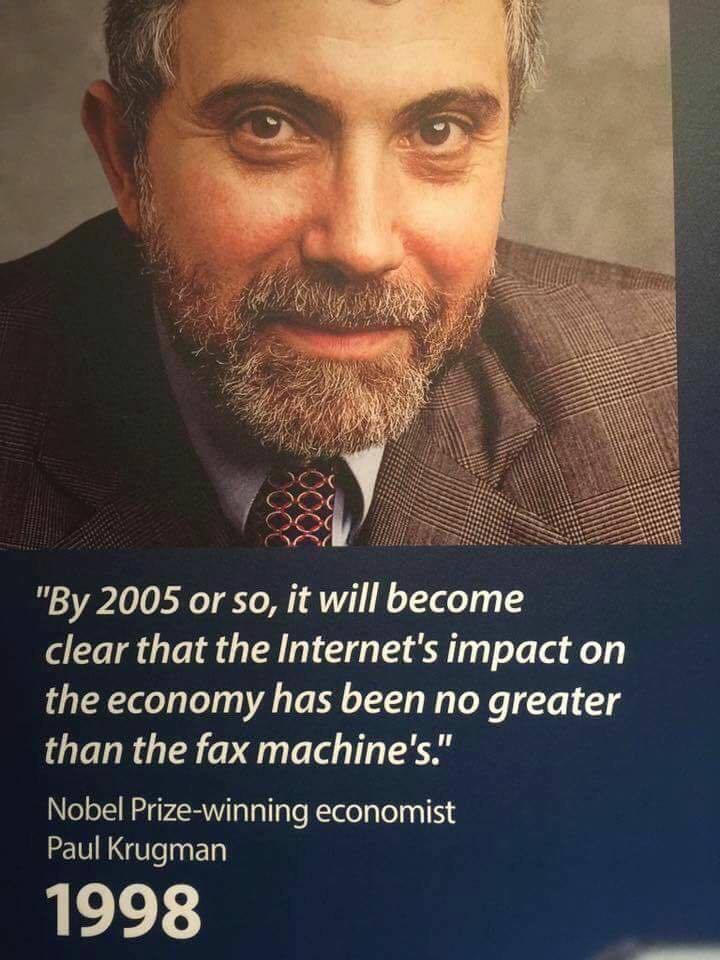 "By 2005 or so, it will become
clear that the Internet's impact on
the economy has been no greater
than the fax machine's."
Nobel Prize-winning economist
Paul Krugman
1998